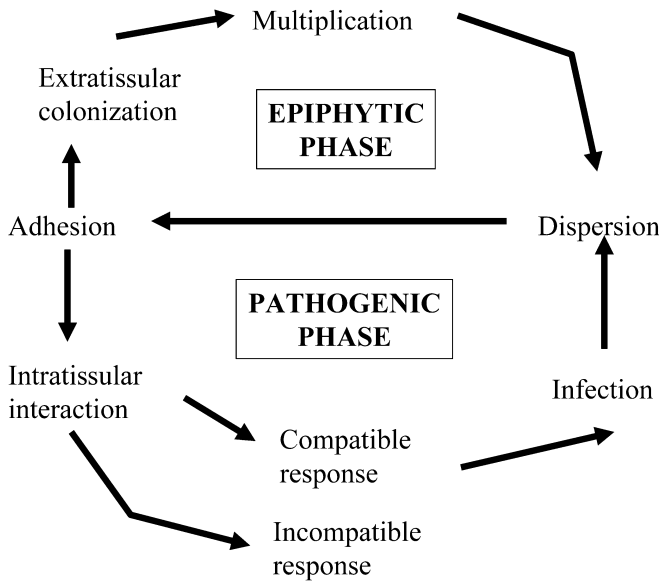 Multiplication
Extratissular
colonization
EPIPHYTIC
PHASE
Adhesion
Dispersion
PATHOGENIC
PHASE
Intratissular
interaction
Infection
Compatible
response
Incompatible
response